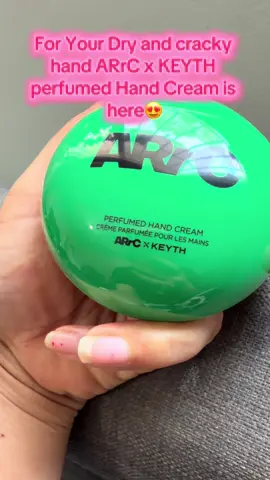 For Your Dry and cracky
hand ARrC x KEYTH
perfumed Hand Cream is
here😍
ARrC
PERFUMED HAND CREAM
CRÈME PARFUMÉE POUR LES MAINS
ARrC × KEYTH